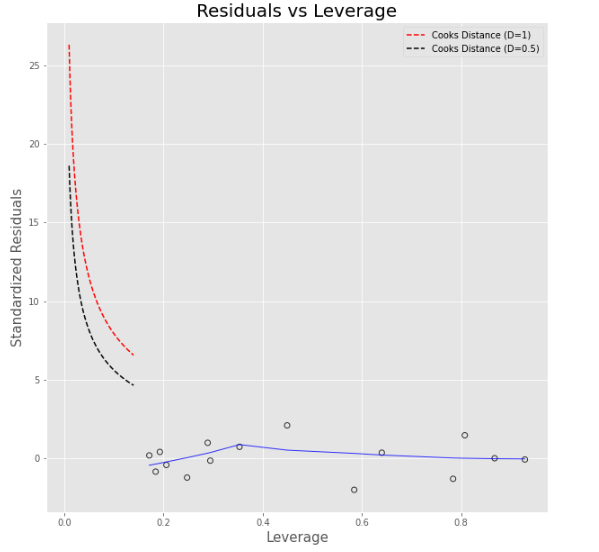 Residuals vs Leverage
Cooks Distance (D=1)
Cooks Distance (D=0.5)
25
20
15
10
5
0
Standardized Residuals
0.0 0.2 0.4 0.6 0.8
Leverage